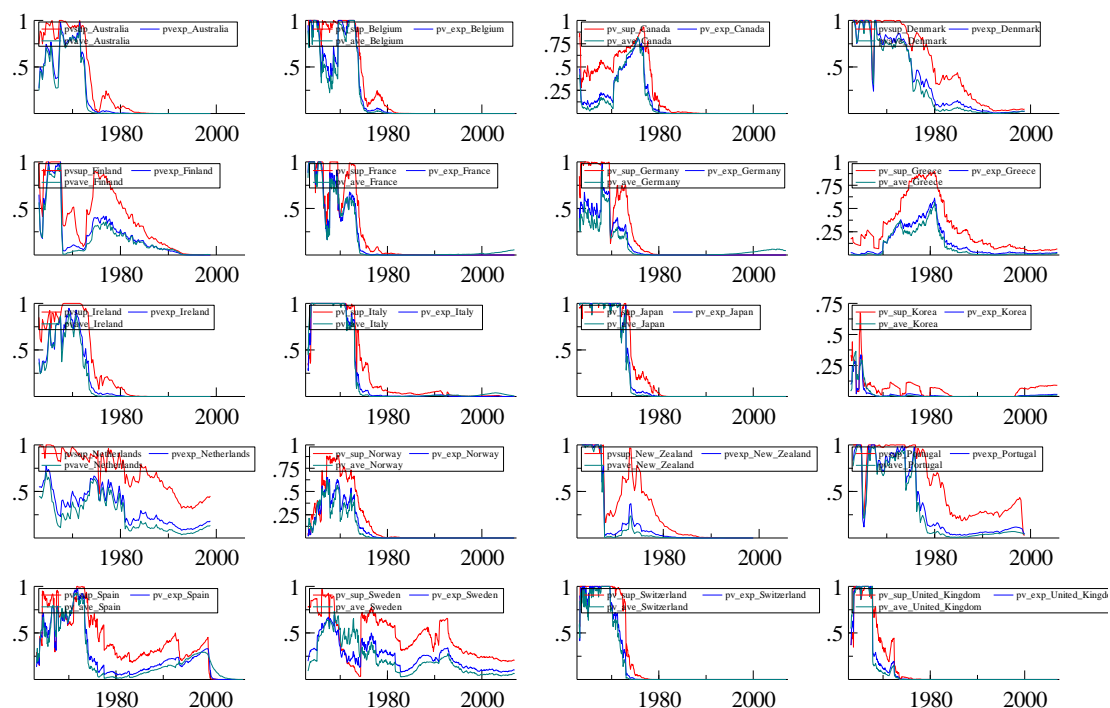 1
pvsup_Australia pvexp_Australia
pvave_Australia
.5
1980 2000
1
pv_sup_Belgium pv_exp_Belgium
pv_ave_Belgium
.5
1980 2000
1
pv_sup_Canada pv_exp_Canada
.75
pv_ave_Canada
.5
.25
1980 2000
1
pvsup_Denmark pvexp_Denmark
pvave_Denmark
.5
1980 2000
1
pvsup_Finland pvexp_Finland
pvave_Finland
.5
1980 2000
1
pv_sup_France pv_exp_France
pv_ave_France
.5
1980 2000
1
pv_sup_Germany pv_exp_Germany
pv_ave_Germany
.5
1980 2000
1
pv_sup_Greece pv_exp_Greece
pv_ave_Greece
.5
.25
1980 2000
1
pvsup_Ireland pvexp_Ireland
pvave_Ireland
.5
1980 2000
1
pv_sup_Italy pv_exp_Italy
pv_ave_Italy
.5
1980 2000
1
pv_sup_Japan pv_exp_Japan
pv_ave_Japan
.5
1980 2000
.75
pv_sup_Korea pv_exp_Korea
pv_ave_Korea
.5
.25
1980 2000
1
pvsup_Netherlands pvexp_Netherlands
pvave_Netherlands
.5
1980 2000
1
pv_sup_Norway pv_exp_Norway
.75
pv_ave_Norway
.5
.25
1980 2000
1
pvsup_New_Zealand pvexp_New_Zealand
pvave_New_Zealand
.5
1980 2000
1
pvsup_Portugal pvexp_Portugal
pvave_Portugal
.5
1980 2000
1
pv_sup_Spain pv_exp_Spain
pv_ave_Spain
.5
1980 2000
1
pv_sup_Sweden pv_exp_Sweden
pv_ave_Sweden
.5
1980 2000
1
pv_sup_Switzerland pv_exp_Switzerland
pv_ave_Switzerland
.5
1980 2000
1
pv_sup_United_Kingdom pv_exp_United_Kingdo
pv_ave_United_Kingdom
.5
1980 2000